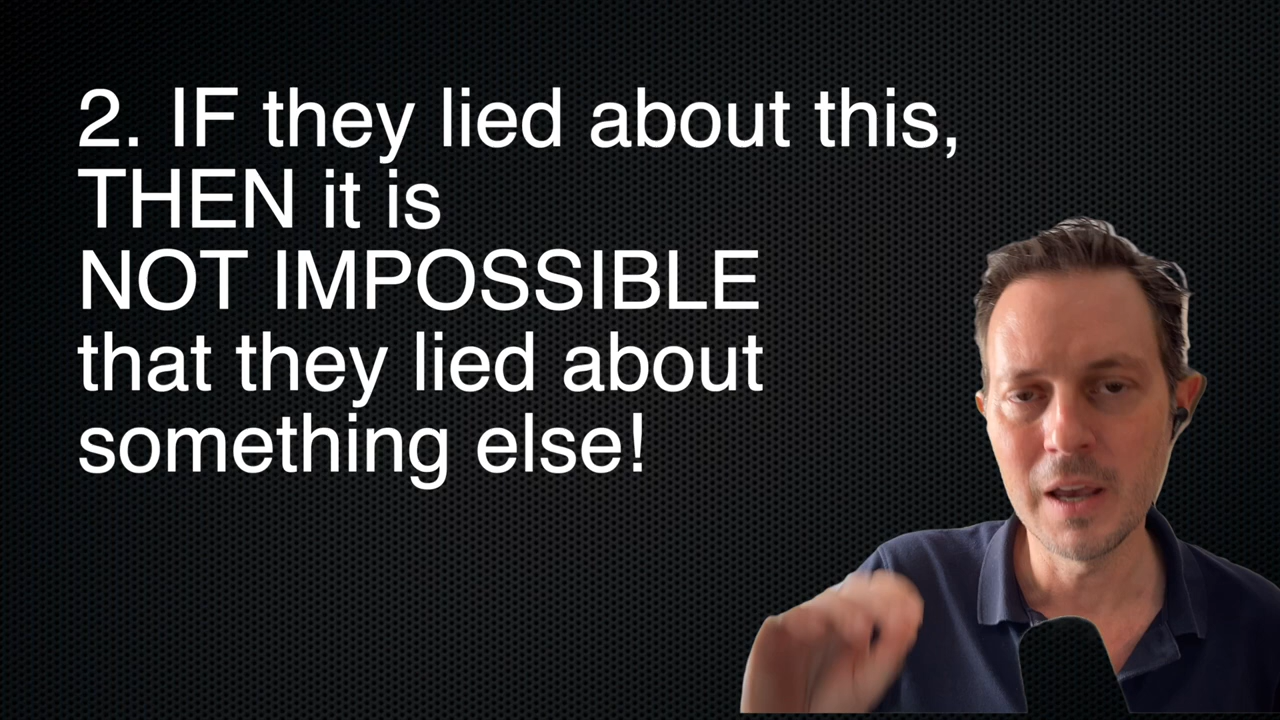 2. IF they lied about this,
THEN it is
NOT IMPOSSIBLE
that they lied about
something else!